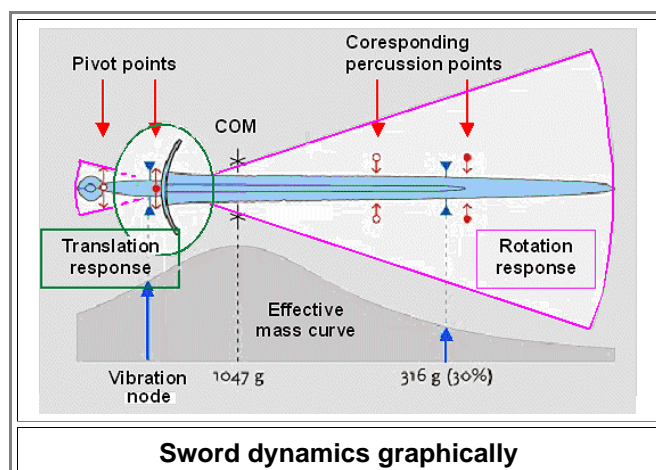 Pivot points
Coresponding
percussion points
COM
Translation
response
Rotation
response
Effective
mass curve
Vibration
node
1047 g
316 g (30%)
Sword dynamics graphically